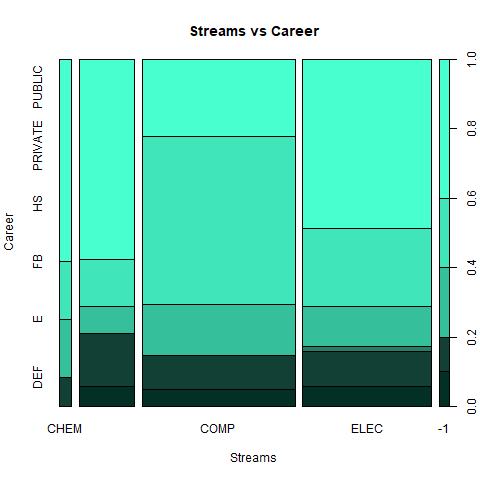 Streams vs Career
PUBLIC
PRIVATE
HS
FB
E
DEF
Career
1.0
0.8
0.6
0.4
0.2
0.0
CHEM
COMP
ELEC
-1
Streams